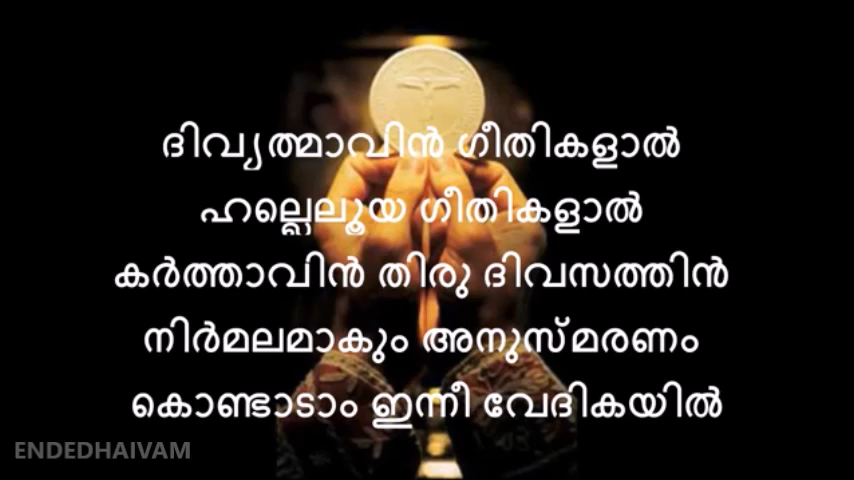 ദിവ്യത്മാവിൻ ഗീതികളാൽ
ഹല്ലെലൂയ ഗീതികളാൽ
കർത്താവിൻ തിരു ദിവസത്തിൻ
നിർമലമാകും അനുസ്മരണം
കൊണ്ടാടാം ഇന്നീ വേദികയിൽ
ENDEDHAIVAM